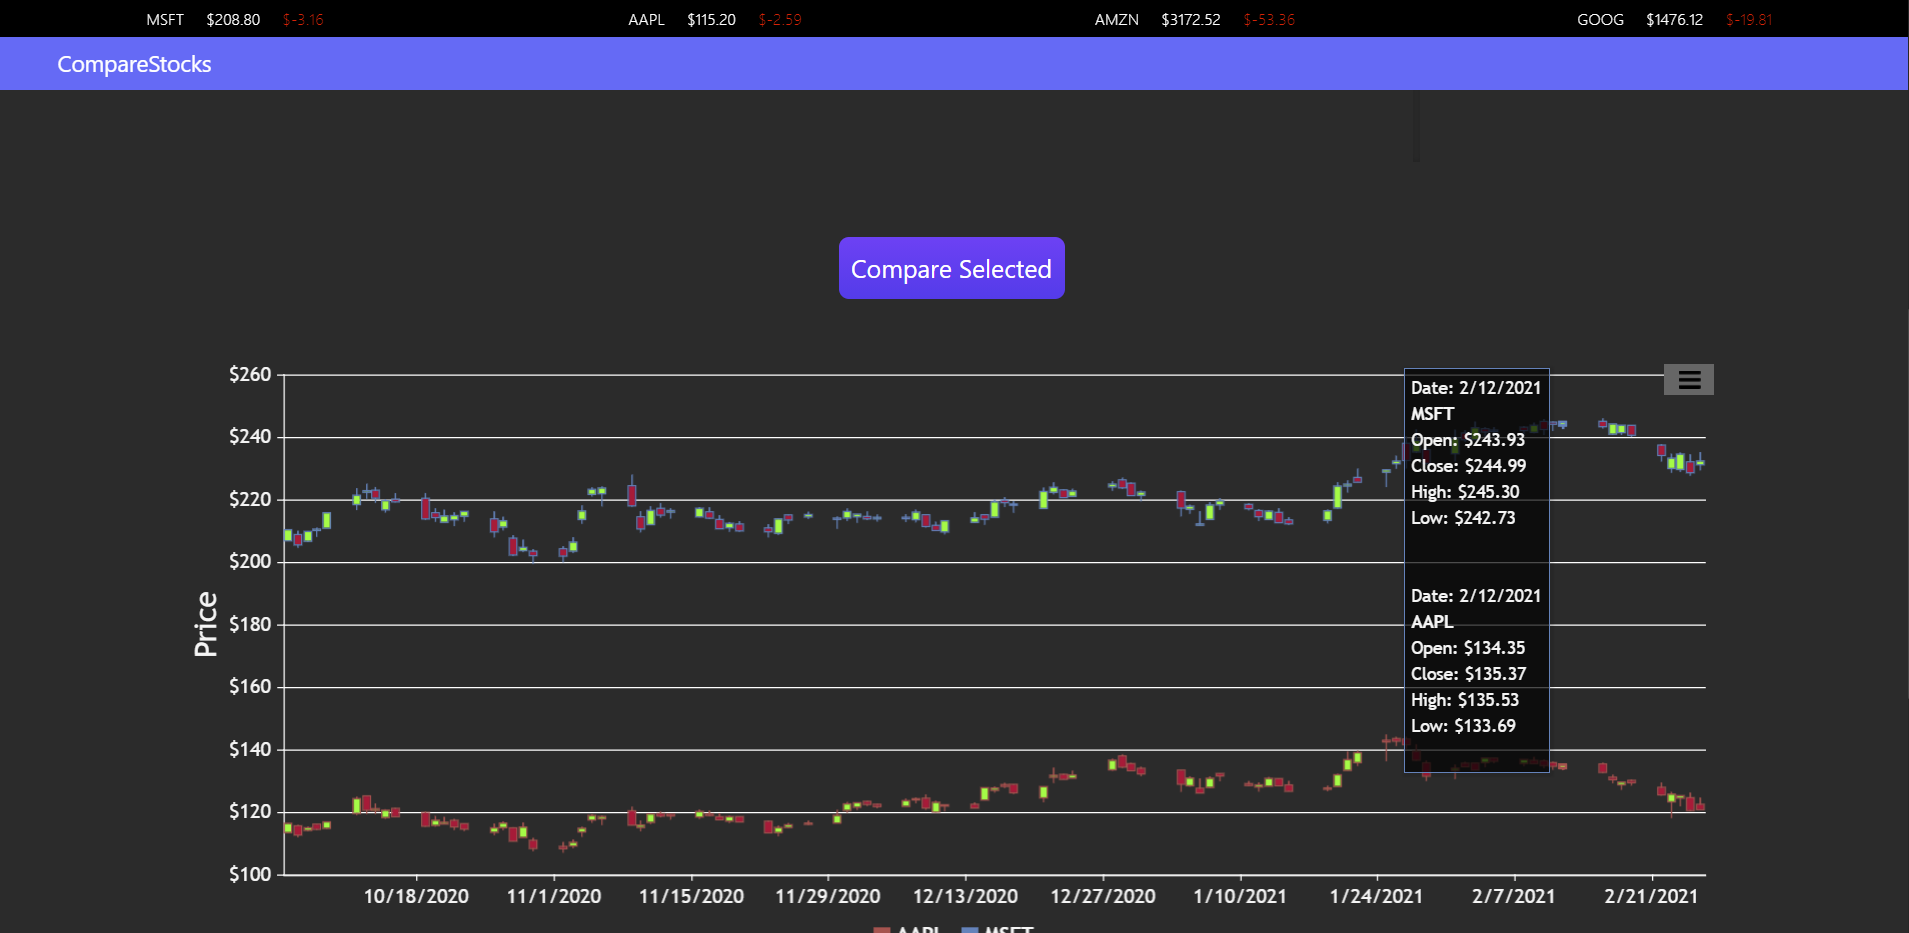 MSFT $208.80 $-3.16 AAPL $115.20 $-2.59 AMZN $3172.52 $-53.36 GOOG $1476.12 $-19.81
CompareStocks
Compare Selected
$260
$240
$220
$200
$180
$160
$140
$120
$100
Price
Date: 2/12/2021
MSFT
Open: $243.93
Close: $244.99
High: $245.30
Low: $242.73
Date: 2/12/2021
AAPL
Open: $134.35
Close: $135.37
High: $135.53
Low: $133.69
10/18/2020 11/1/2020 11/15/2020 11/29/2020 12/13/2020 12/27/2020 1/10/2021 1/24/2021 2/7/2021 2/21/2021
AAPL MSFT